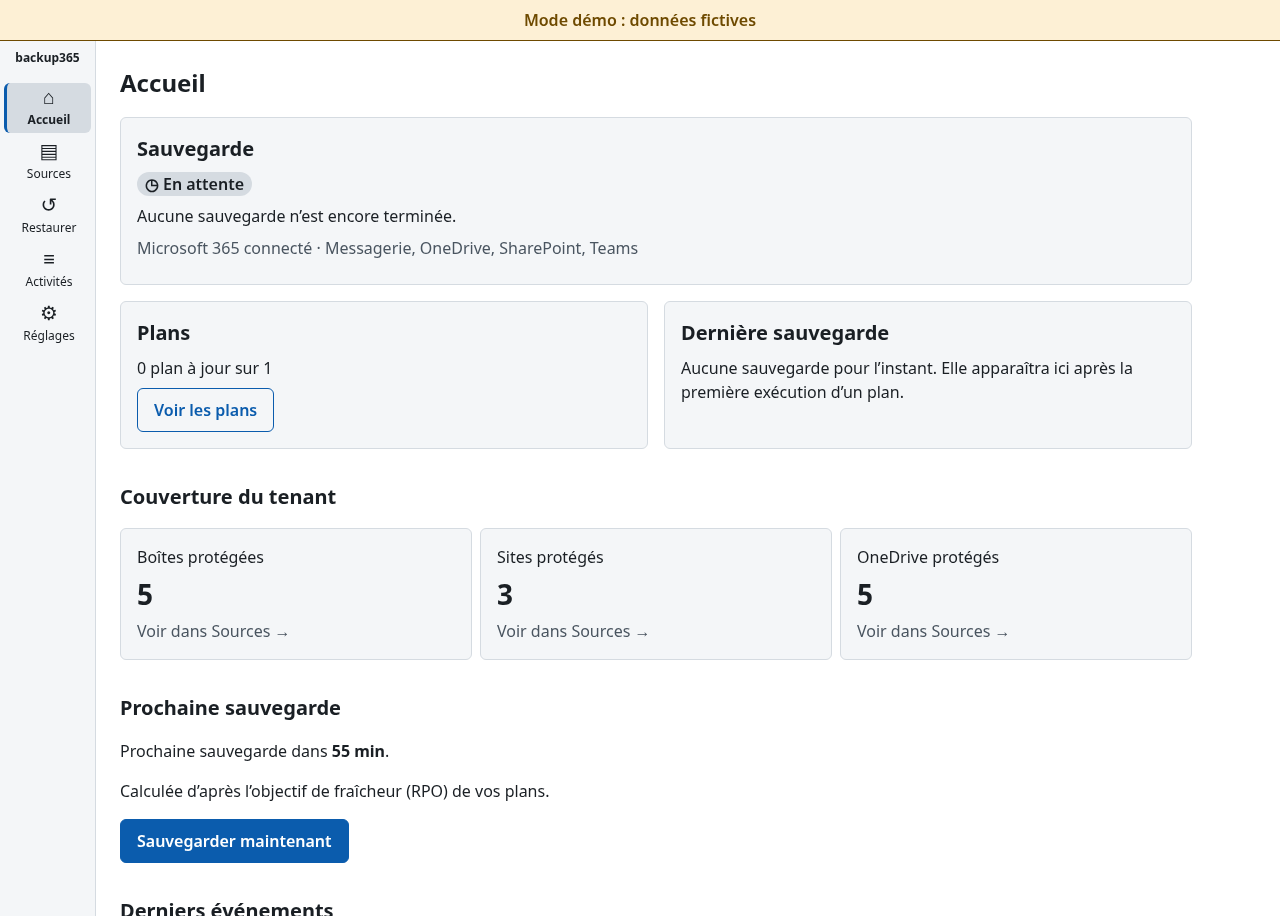 Mode démo : données fictives
backup365
Accueil
Sources
Restaurer
Activités
Réglages
Accueil
Sauvegarde
En attente
Aucune sauvegarde n’est encore terminée.
Microsoft 365 connecté · Messagerie, OneDrive, SharePoint, Teams
Plans
0 plan à jour sur 1
Voir les plans
Dernière sauvegarde
Aucune sauvegarde pour l’instant. Elle apparaîtra ici après la
première exécution d’un plan.
Couverture du tenant
Boîtes protégées
5
Voir dans Sources →
Sites protégés
3
Voir dans Sources →
OneDrive protégés
5
Voir dans Sources →
Prochaine sauvegarde
Prochaine sauvegarde dans 55 min.
Calculée d’après l’objectif de fraîcheur (RPO) de vos plans.
Sauvegarder maintenant
Derniers événements